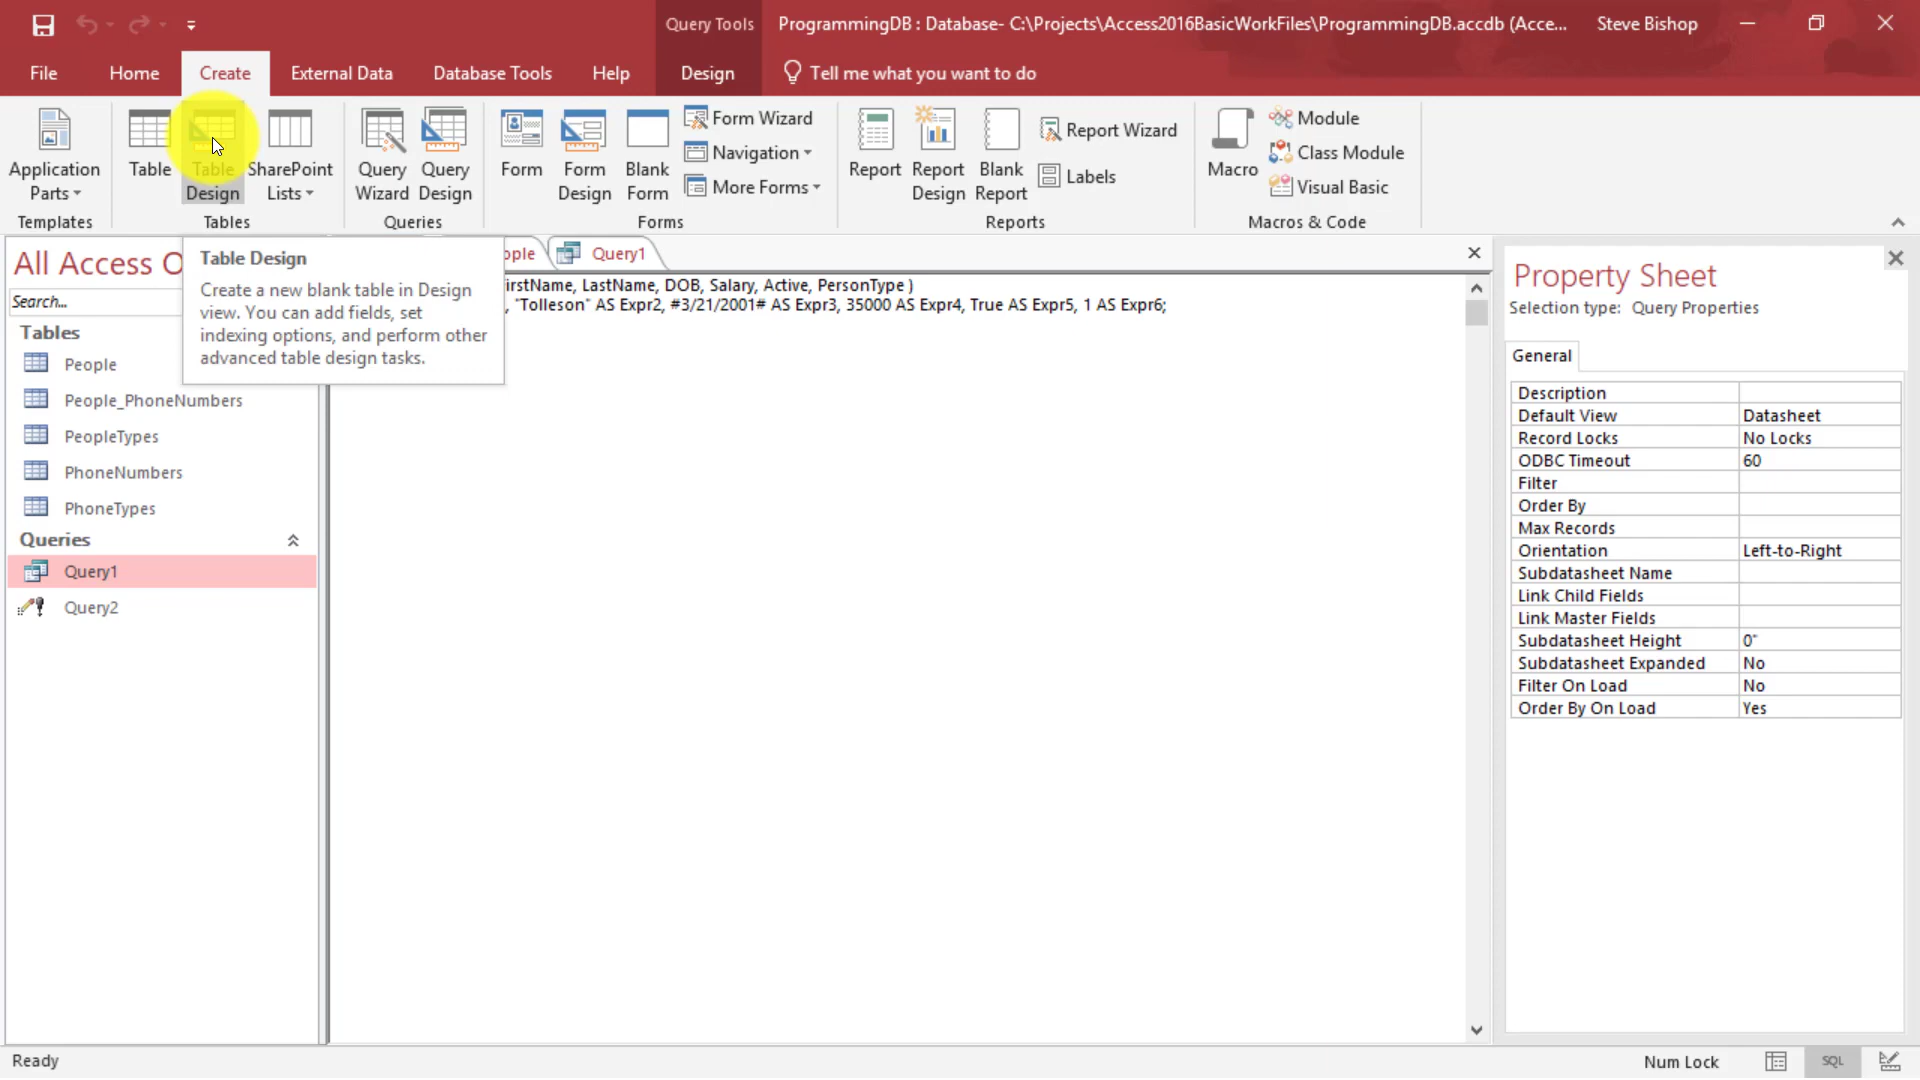 Query Tools
ProgrammingDB : Database- C:\Projects\Access2016BasicWorkFiles\ProgrammingDB.accdb (Acce...
Steve Bishop
File
Home
Create
External Data
Database Tools
Help
Design
Tell me what you want to do
Application Parts
Table
Table Design
SharePoint Lists
Query Wizard
Query Design
Form
Form Design
Blank Form
Form Wizard
Navigation
More Forms
Report
Report Design
Blank Report
Report Wizard
Labels
Macro
Module
Class Module
Visual Basic
Templates
Tables
Queries
Forms
Reports
Macros & Code
All Access O
Search...
Tables
People
People_PhoneNumbers
PeopleTypes
PhoneNumbers
PhoneTypes
Queries
Query1
Query2
Table Design
Create a new blank table in Design
view. You can add fields, set
indexing options, and perform other
advanced table design tasks.
ople
Query1
irstName, LastName, DOB, Salary, Active, PersonType )
, "Tolleson" AS Expr2, #3/21/2001# AS Expr3, 35000 AS Expr4, True AS Expr5, 1 AS Expr6;
Property Sheet
Selection type: Query Properties
General
Description
Default View Datasheet
Record Locks No Locks
ODBC Timeout 60
Filter
Order By
Max Records
Orientation Left-to-Right
Subdatasheet Name
Link Child Fields
Link Master Fields
Subdatasheet Height 0"
Subdatasheet Expanded No
Filter On Load No
Order By On Load Yes
Ready
Num Lock
SQL